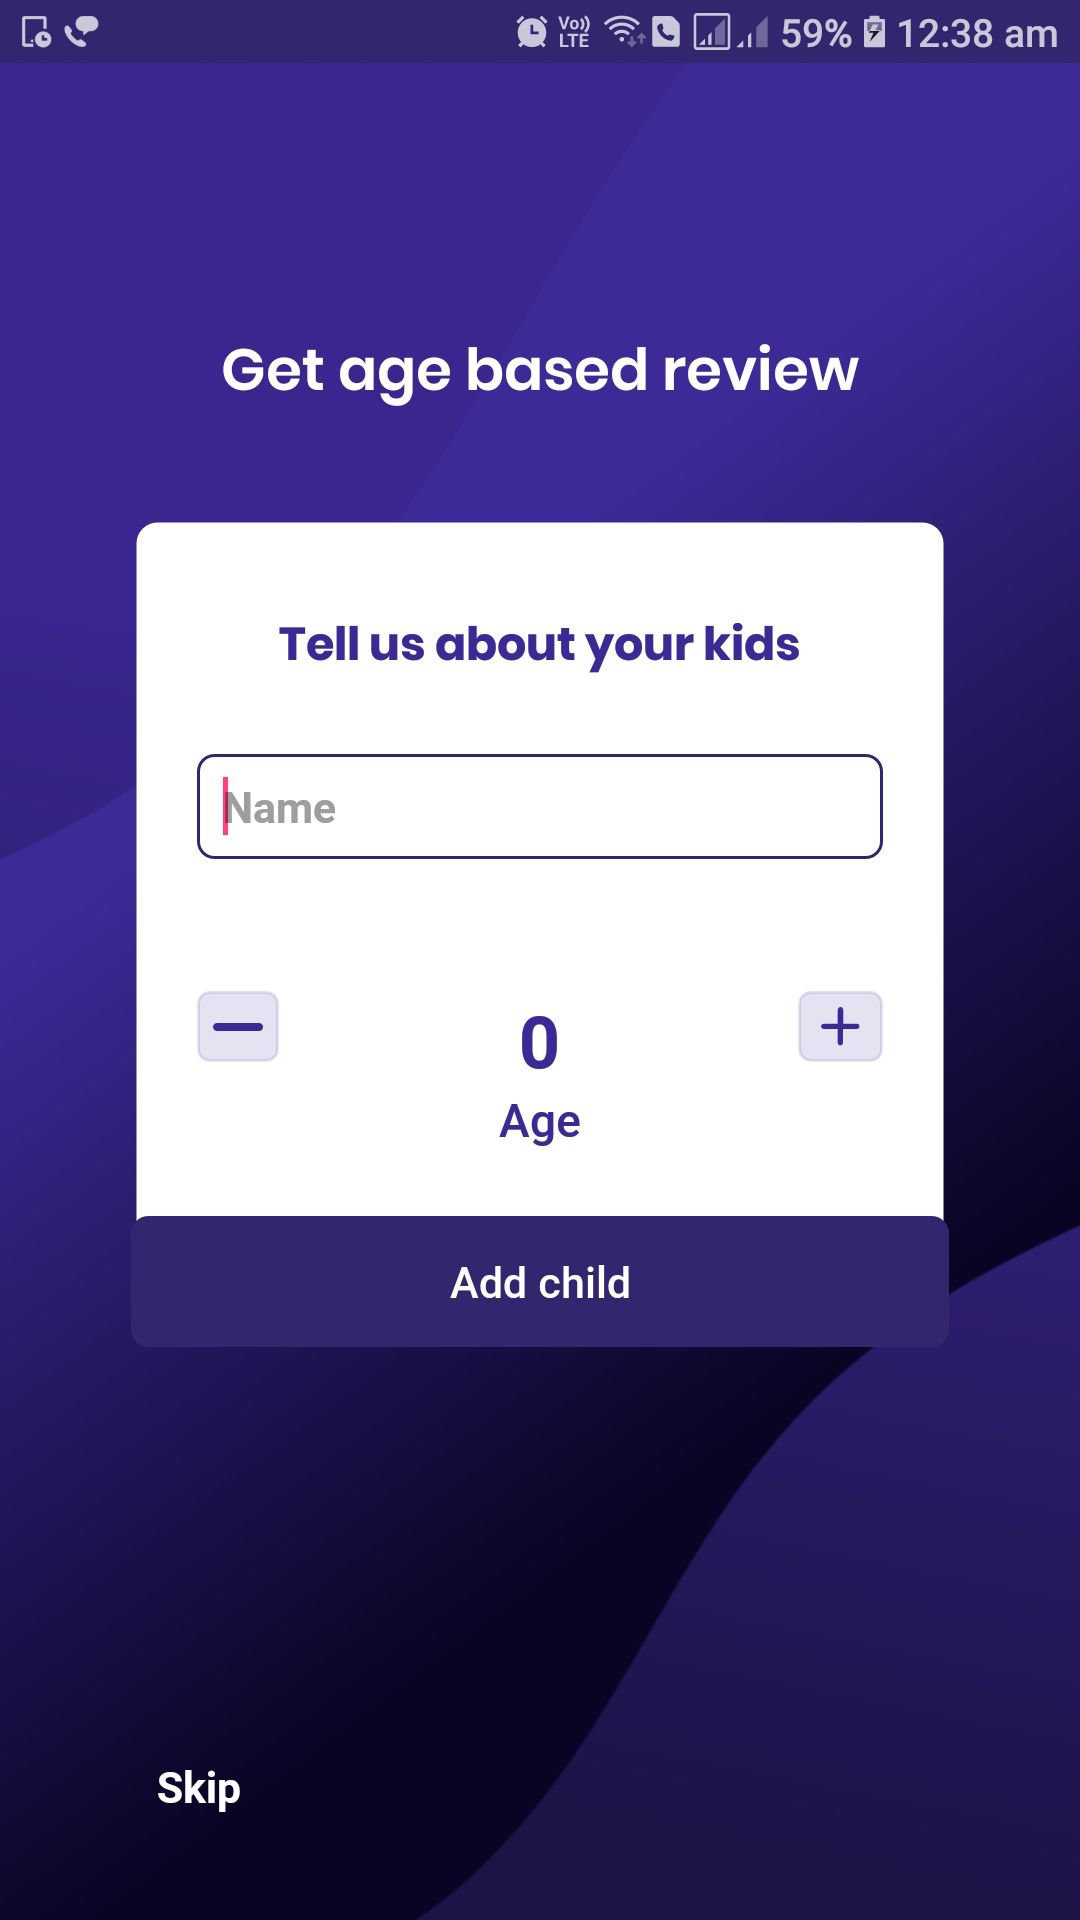 Vo)) LTE 59% 12:38 am
Get age based review
Tell us about your kids
Name
0
Age
Add child
Skip